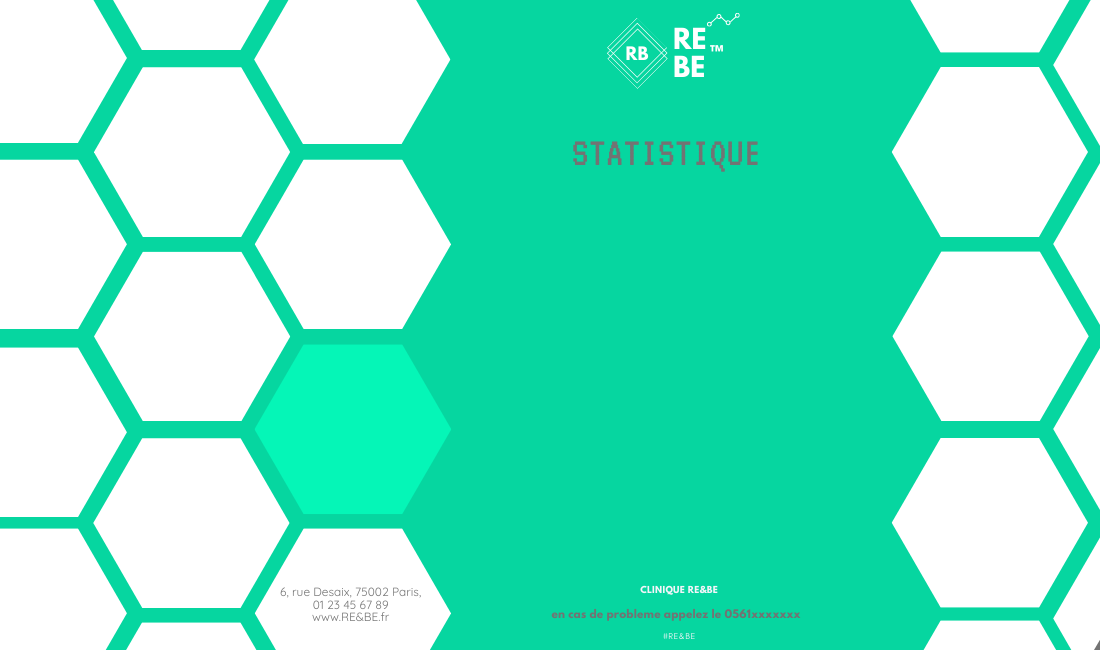 RB
RE
BE
™
STATISTIQUE
6, rue Desaix, 75002 Paris,
01 23 45 67 89
www.RE&BE.fr
CLINIQUE RE&BE
en cas de probleme appelez le 0561xxxxxxx
#RE&BE